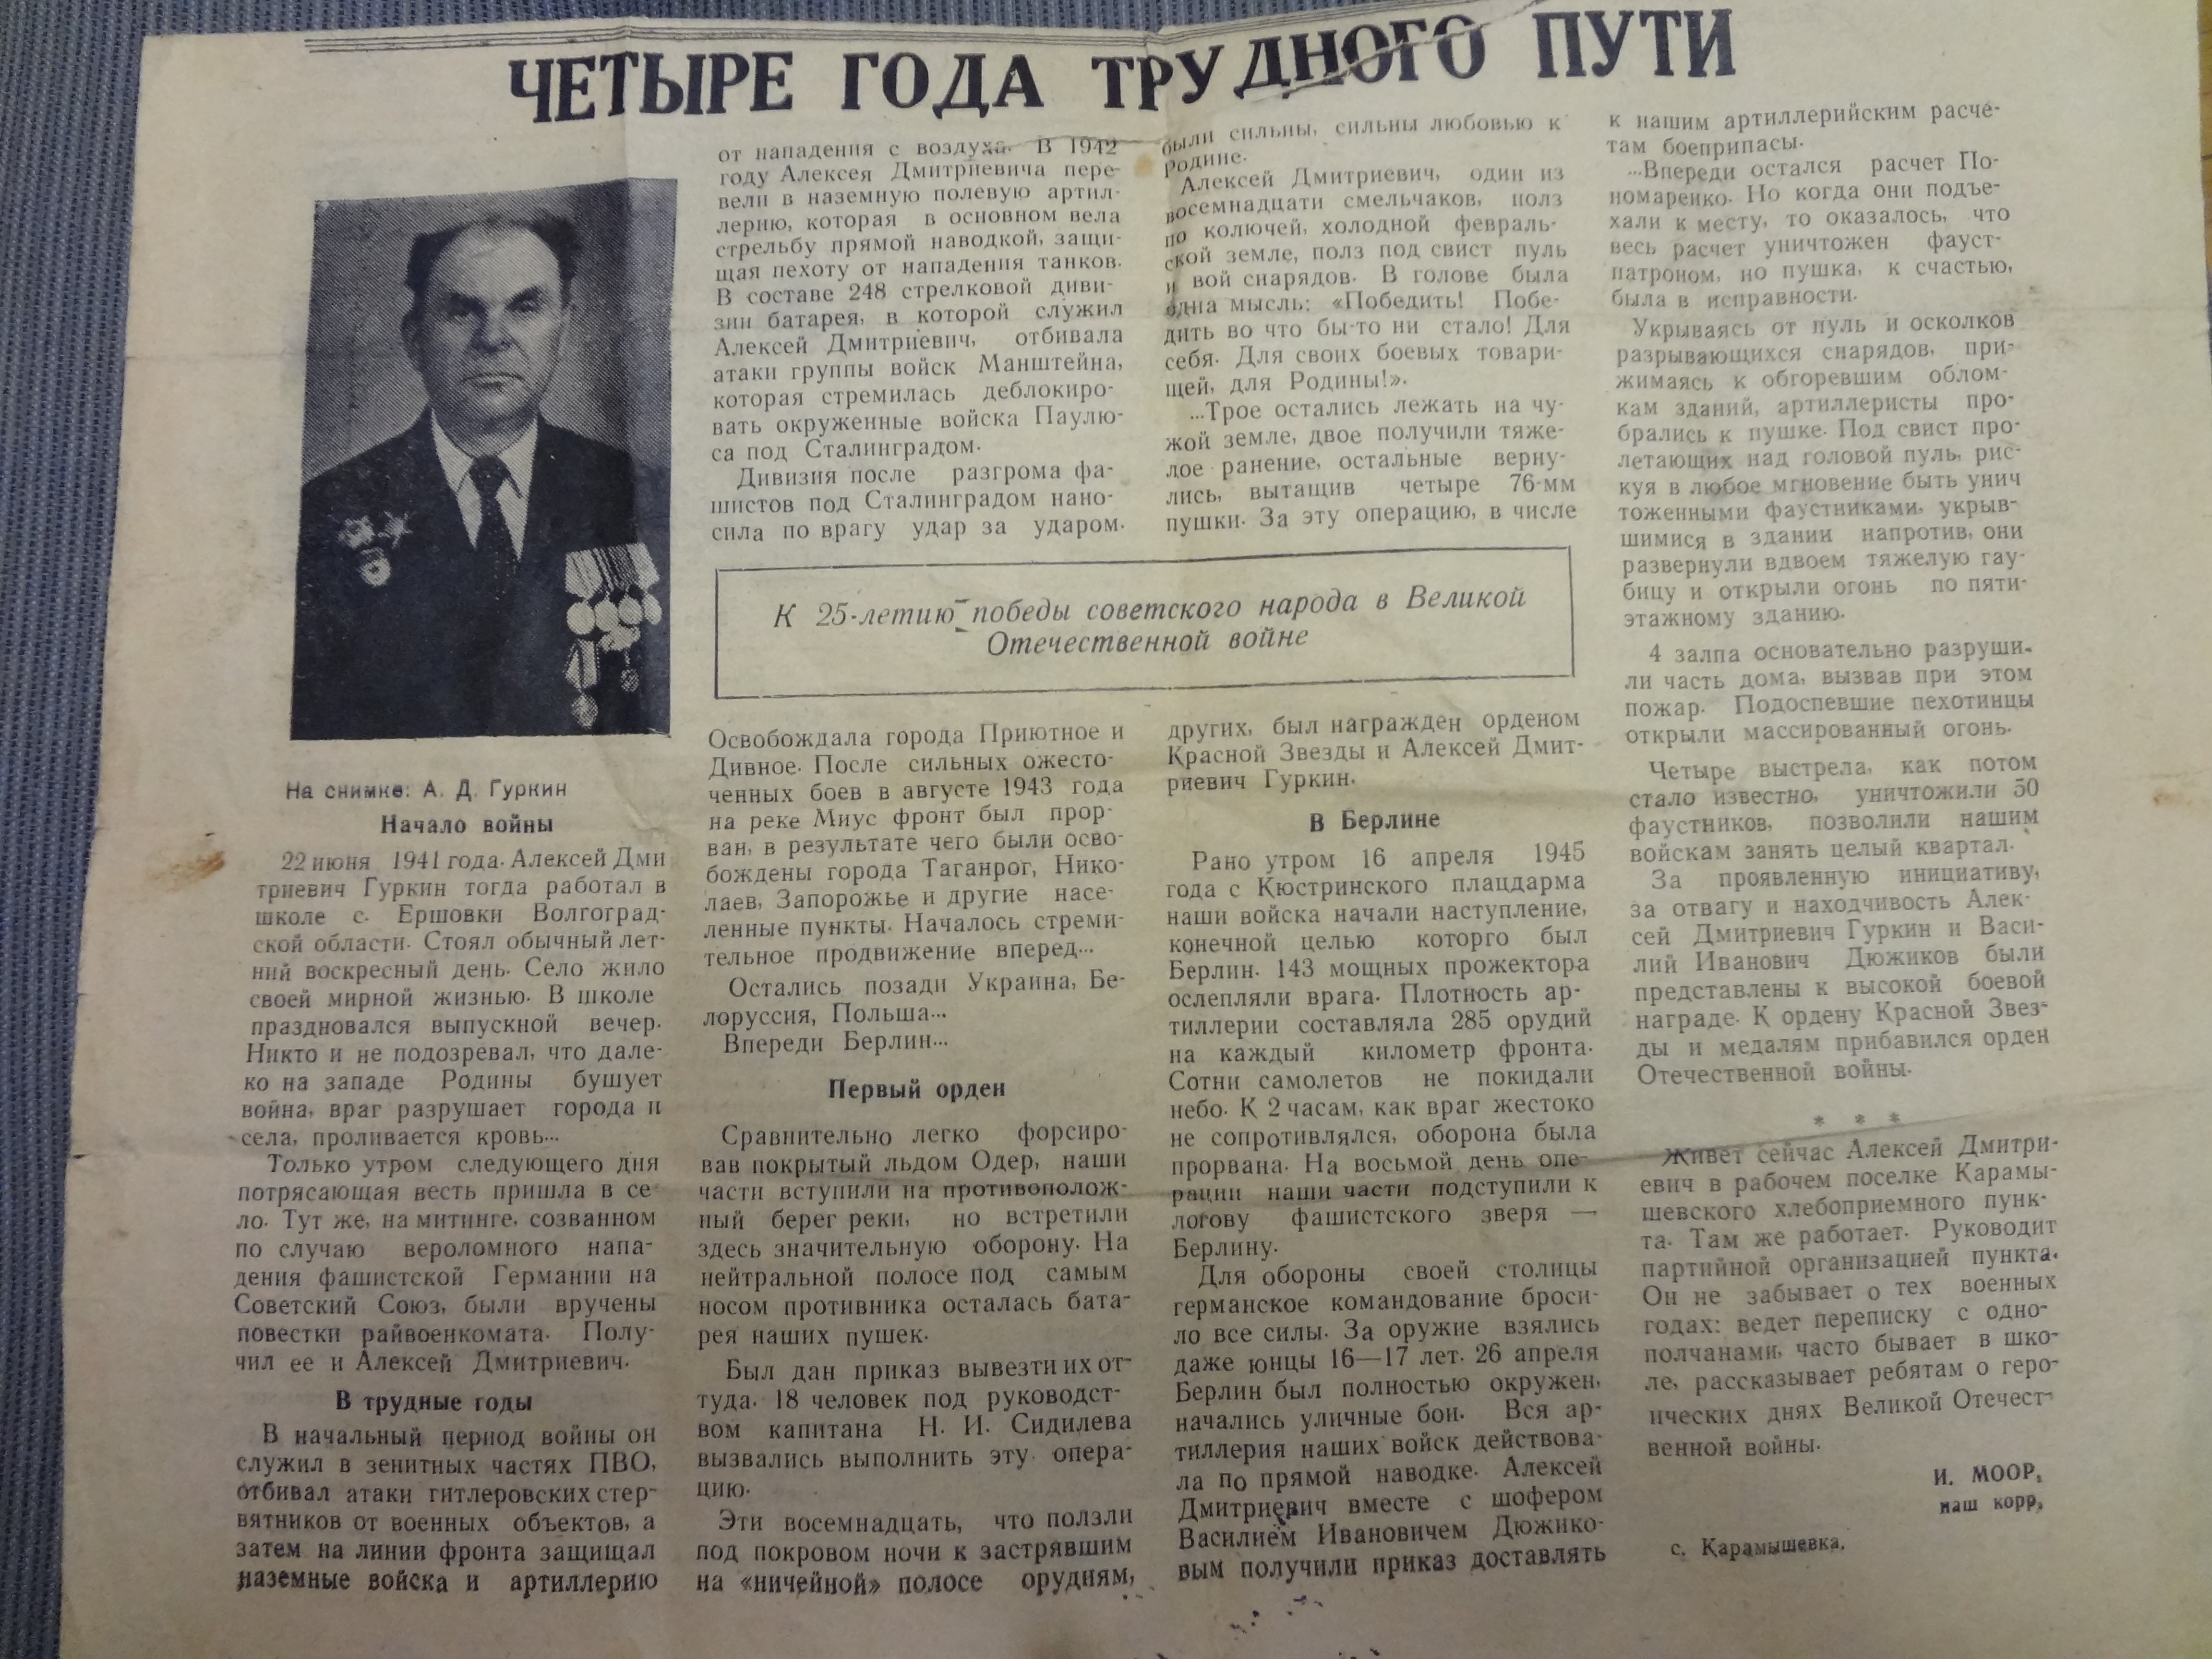 ЧЕТЫРЕ ГОДА ТРУДНОГО ПУТИ
На снимке: А. Д. Гуркин
Начало войны
22 июня 1941 года. Алексей Дми
триевич Гуркин тогда работал в
школе с. Ершовки Волгоград-
ской области. Стоял обычный лет-
ний воскресный день. Село жило
своей мирной жизнью. В школе
праздновался выпускной вечер.
Никто и не подозревал, что дале-
ко на западе Родины бушует
война, враг разрушает города и
села, проливается кровь...
Только утром следующего дня
потрясающая весть пришла в се-
ло. Тут же, на митинге, созванном
по случаю вероломного напа-
дения фашистской Германии на
Советский Союз, были вручены
повестки райвоенкомата. Полу-
чил ее и Алексей Дмитриевич.
В трудные годы
В начальный период войны он
служил в зенитных частях ПВО,
отбивал атаки гитлеровских стер-
вятников от военных объектов, а
затем на линии фронта защищал
наземные войска и артиллерию
от нападения с воздуха. В 1942
году Алексея Дмитриевича пере-
вели в наземную полевую артил-
лерию, которая в основном вела
стрельбу прямой наводкой, защи-
щая пехоту от нападения танков.
В составе 248 стрелковой диви-
зии батарея, в которой служил
Алексей Дмитриевич, отбивала
атаки группы войск Манштейна,
которая стремилась деблокиро-
вать окруженные войска Паулю-
са под Сталинградом.
Дивизия после разгрома фа-
шистов под Сталинградом нано-
сила по врагу удар за ударом.
К 25-летию победы советского народа в Великой
Отечественной войне
Освобождала города Приютное и
Дивное. После сильных ожесто-
ченных боев в августе 1943 года
на реке Миус фронт был прор-
ван, в результате чего были осво-
бождены города Таганрог, Нико-
лаев, Запорожье и другие насе-
ленные пункты. Началось стреми-
тельное продвижение вперед...
Остались позади Украина, Бе-
лоруссия, Польша...
Впереди Берлин...
Первый орден
Сравнительно легко форсиро-
вав покрытый льдом Одер, наши
части вступили на противополож-
ный берег реки, но встретили
здесь значительную оборону. На
нейтральной полосе под самым
носом противника осталась бата-
рея наших пушек.
Был дан приказ вывезти их от-
туда. 18 человек под руководст-
вом капитана Н. И. Сидилева
вызвались выполнить эту опера-
цию.
Эти восемнадцать, что ползли
под покровом ночи к застрявшим
на «ничейной» полосе орудиям,
были сильны, сильны любовью к
Родине.
Алексей Дмитриевич, один из
восемнадцати смельчаков, полз
по колючей, холодной февраль-
ской земле, полз под свист пуль
и вой снарядов. В голове была
одна мысль: «Победить! Побе-
дить во что бы-то ни стало! Для
себя. Для своих боевых товари-
щей, для Родины!».
...Трое остались лежать на чу-
жой земле, двое получили тяже-
лое ранение, остальные верну-
лись, вытащив четыре 76-мм
пушки. За эту операцию, в числе
других, был награжден орденом
Красной Звезды и Алексей Дмит-
риевич Гуркин.
В Берлине
Рано утром 16 апреля 1945
года с Кюстринского плацдарма
наши войска начали наступление,
конечной целью которго был
Берлин. 143 мощных прожектора
ослепляли врага. Плотность ар-
тиллерии составляла 285 орудий
на каждый километр фронта.
Сотни самолетов не покидали
небо. К 2 часам, как враг жестоко
не сопротивлялся, оборона была
прорвана. На восьмой день опе-
рации наши части подступили к
логову фашистского зверя —
Берлину.
Для обороны своей столицы
германское командование броси-
ло все силы. За оружие взялись
даже юнцы 16—17 лет. 26 апреля
Берлин был полностью окружен,
начались уличные бои. Вся ар-
тиллерия наших войск действова-
ла по прямой наводке. Алексей
Дмитриевич вместе с шофером
Василием Ивановичем Дюжико-
вым получили приказ доставлять
к нашим артиллерийским расче-
там боеприпасы.
...Впереди остался расчет По-
номаренко. Но когда они подъе-
хали к месту, то оказалось, что
весь расчет уничтожен фауст-
патроном, но пушка, к счастью,
была в исправности.
Укрываясь от пуль и осколков
разрывающихся снарядов, при-
жимаясь к обгоревшим облом-
кам зданий, артиллеристы про-
брались к пушке. Под свист про-
летающих над головой пуль, рис-
куя в любое мгновение быть унич
тоженными фаустниками, укрыв-
шимися в здании напротив, они
развернули вдвоем тяжелую гау-
бицу и открыли огонь по пяти-
этажному зданию.
4 залпа основательно разруши-
ли часть дома, вызвав при этом
пожар. Подоспевшие пехотинцы
открыли массированный огонь.
Четыре выстрела, как потом
стало известно, уничтожили 50
фаустников, позволили нашим
войскам занять целый квартал.
За проявленную инициативу,
за отвагу и находчивость Алек-
сей Дмитриевич Гуркин и Васи-
лий Иванович Дюжиков были
представлены к высокой боевой
награде. К ордену Красной Звез-
ды и медалям прибавился орден
Отечественной войны.
* * *
Живет сейчас Алексей Дмитри-
евич в рабочем поселке Карамы-
шевского хлебоприемного пунк-
та. Там же работает. Руководит
партийной организацией пункта.
Он не забывает о тех военных
годах: ведет переписку с одно-
полчанами, часто бывает в шко-
ле, рассказывает ребятам о геро-
ических днях Великой Отечест-
венной войны.
И. МООР,
наш корр,
с. Карамышевка.